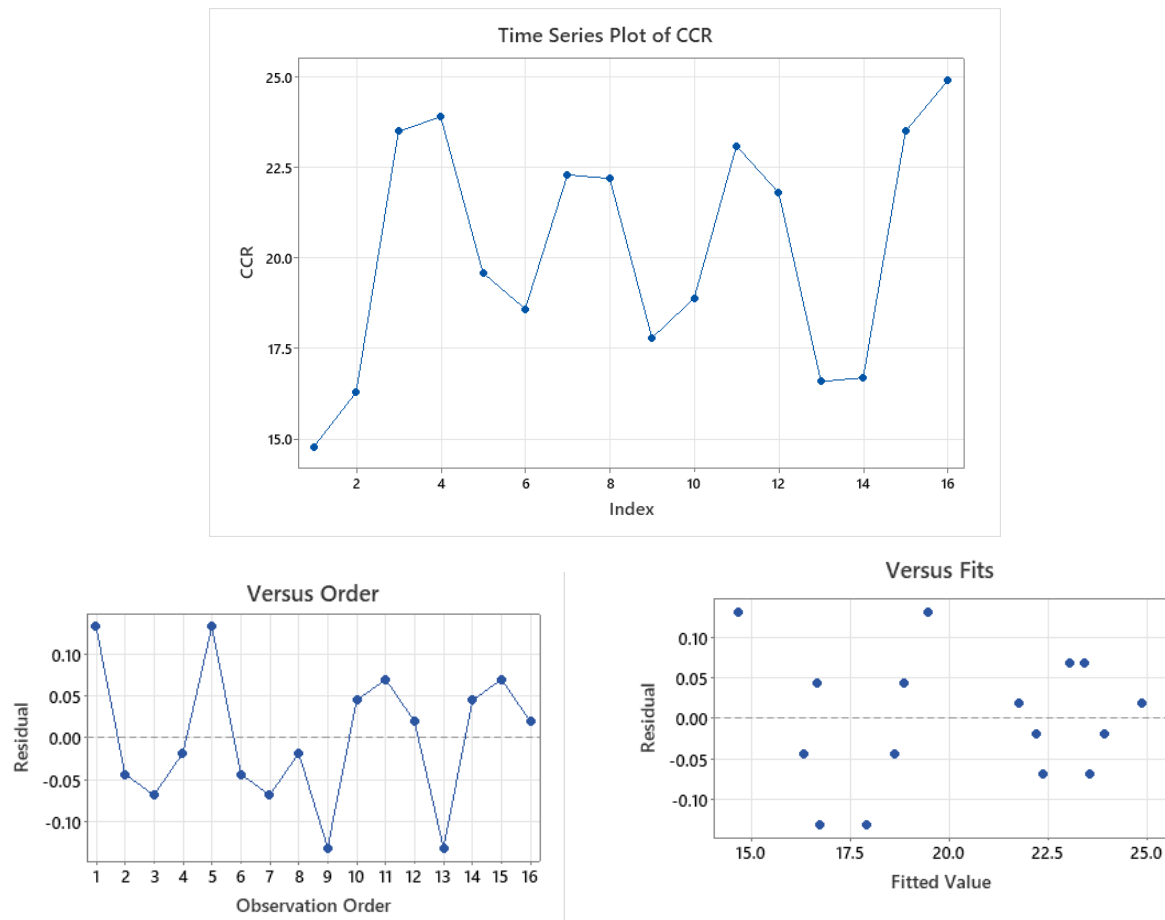 Time Series Plot of CCR
25.0
22.5
20.0
17.5
15.0
CCR
2 4 6 8 10 12 14 16
Index
Versus Order
0.10
0.05
0.00
-0.05
-0.10
Residual
1 2 3 4 5 6 7 8 9 10 11 12 13 14 15 16
Observation Order
Versus Fits
0.10
0.05
0.00
-0.05
-0.10
Residual
15.0 17.5 20.0 22.5 25.0
Fitted Value